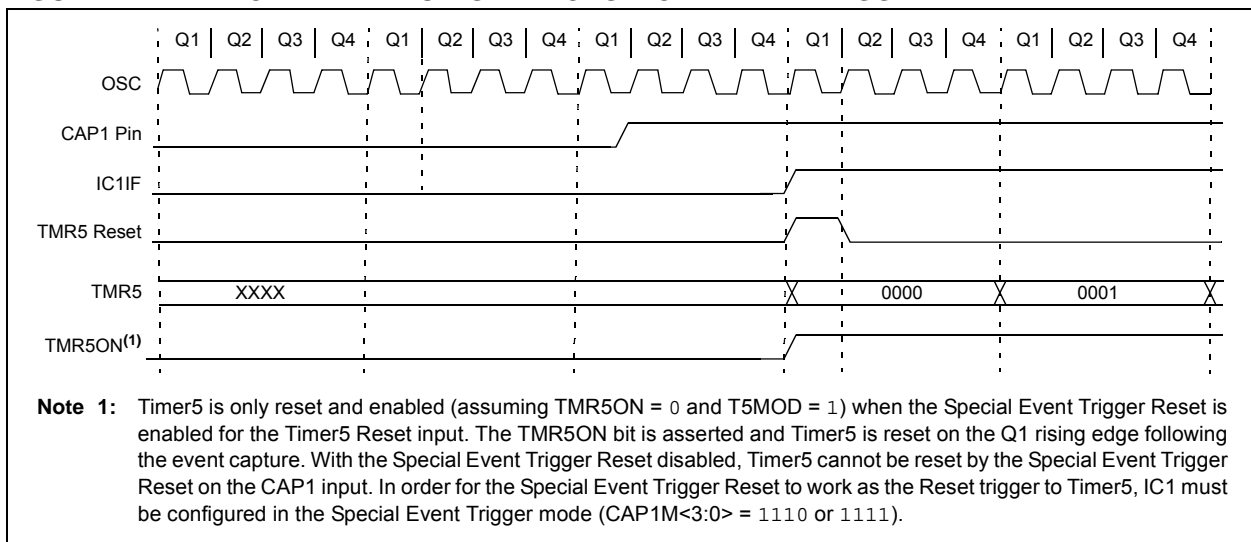 Q1 Q2 Q3 Q4 Q1 Q2 Q3 Q4 Q1 Q2 Q3 Q4 Q1 Q2 Q3 Q4 Q1 Q2 Q3 Q4
OSC
CAP1 Pin
IC1IF
TMR5 Reset
TMR5 XXXX 0000 0001
TMR5ON(1)
Note 1: Timer5 is only reset and enabled (assuming TMR5ON = 0 and T5MOD = 1) when the Special Event Trigger Reset is
enabled for the Timer5 Reset input. The TMR5ON bit is asserted and Timer5 is reset on the Q1 rising edge following
the event capture. With the Special Event Trigger Reset disabled, Timer5 cannot be reset by the Special Event Trigger
Reset on the CAP1 input. In order for the Special Event Trigger Reset to work as the Reset trigger to Timer5, IC1 must
be configured in the Special Event Trigger mode (CAP1M<3:0> = 1110 or 1111).